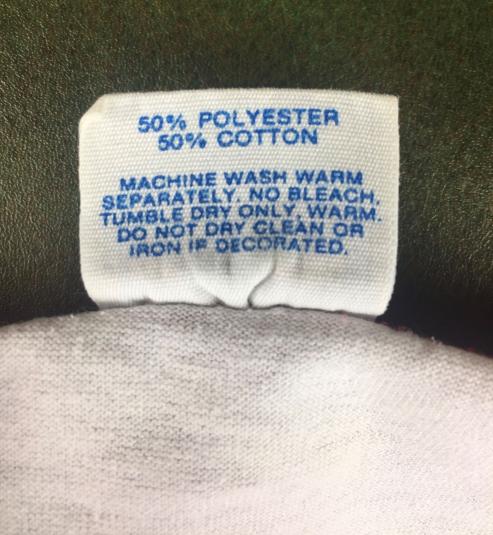 50% POLYESTER
50% COTTON
MACHINE WASH WARM
SEPARATELY, NO BLEACH,
TUMBLE DRY ONLY, WARM.
DO NOT DRY CLEAN OR
IRON IF DECORATED.